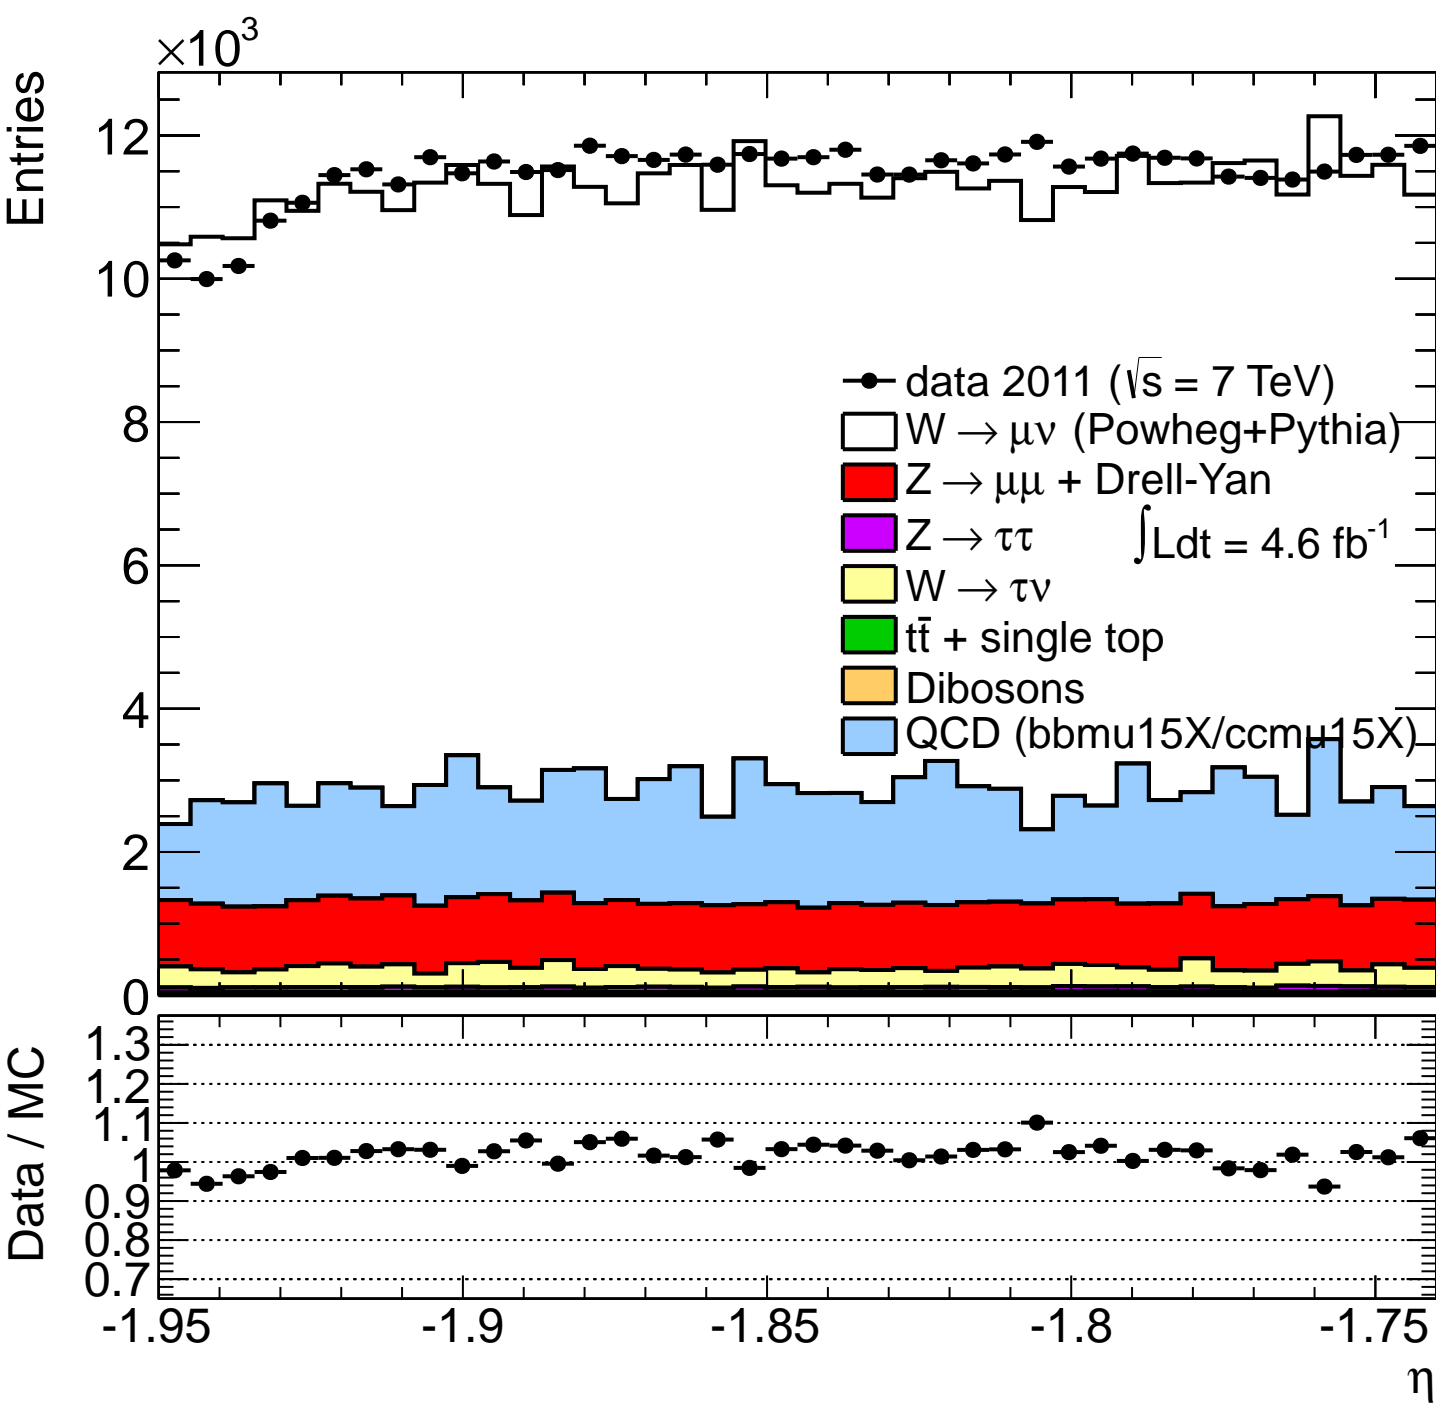 ×10³
Entries
12
10
8
6
4
2
0
data 2011 (√s = 7 TeV)
W → μν (Powheg+Pythia)
Z → μμ + Drell-Yan
Z → ττ
∫Ldt = 4.6 fb⁻¹
W → τν
tt̄ + single top
Dibosons
QCD (bbmu15X/ccmu15X)
Data / MC
1.3
1.2
1.1
1
0.9
0.8
0.7
-1.95 -1.9 -1.85 -1.8 -1.75
η